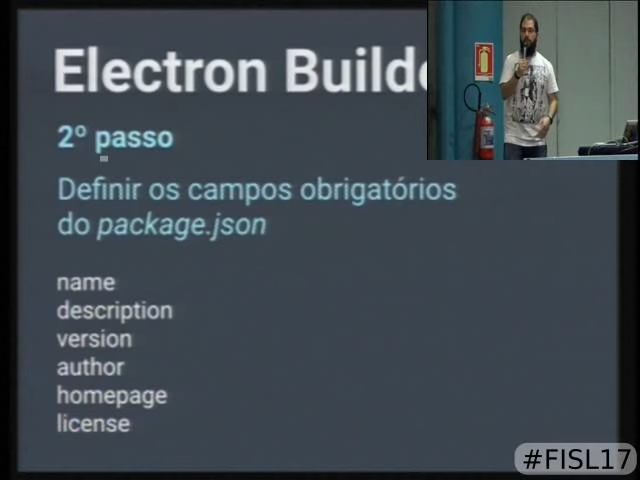 Electron Builde
2º passo
Definir os campos obrigatórios
do package.json
name
description
version
author
homepage
license
#FISL17